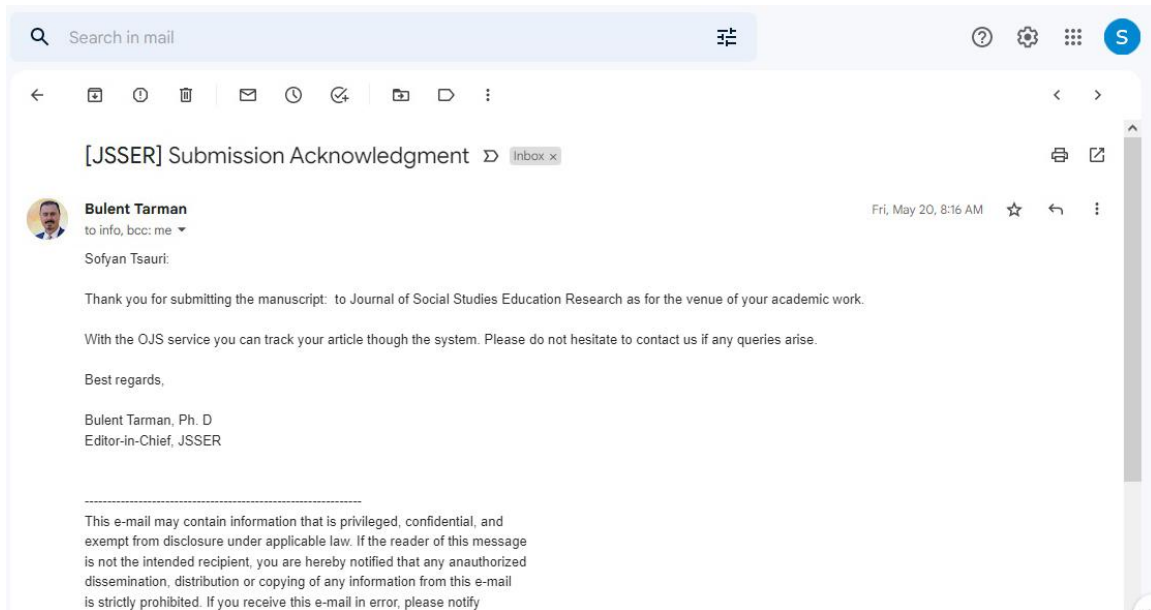 Search in mail
S
[JSSER] Submission Acknowledgment Inbox x
Bulent Tarman
Fri, May 20, 8:16 AM
to info, bcc: me
Sofyan Tsauri:
Thank you for submitting the manuscript:  to Journal of Social Studies Education Research as for the venue of your academic work.
With the OJS service you can track your article though the system. Please do not hesitate to contact us if any queries arise.
Best regards,
Bulent Tarman, Ph. D
Editor-in-Chief, JSSER
--------------------------------------------------------------
This e-mail may contain information that is privileged, confidential, and
exempt from disclosure under applicable law. If the reader of this message
is not the intended recipient, you are hereby notified that any anauthorized
dissemination, distribution or copying of any information from this e-mail
is strictly prohibited. If you receive this e-mail in error, please notify